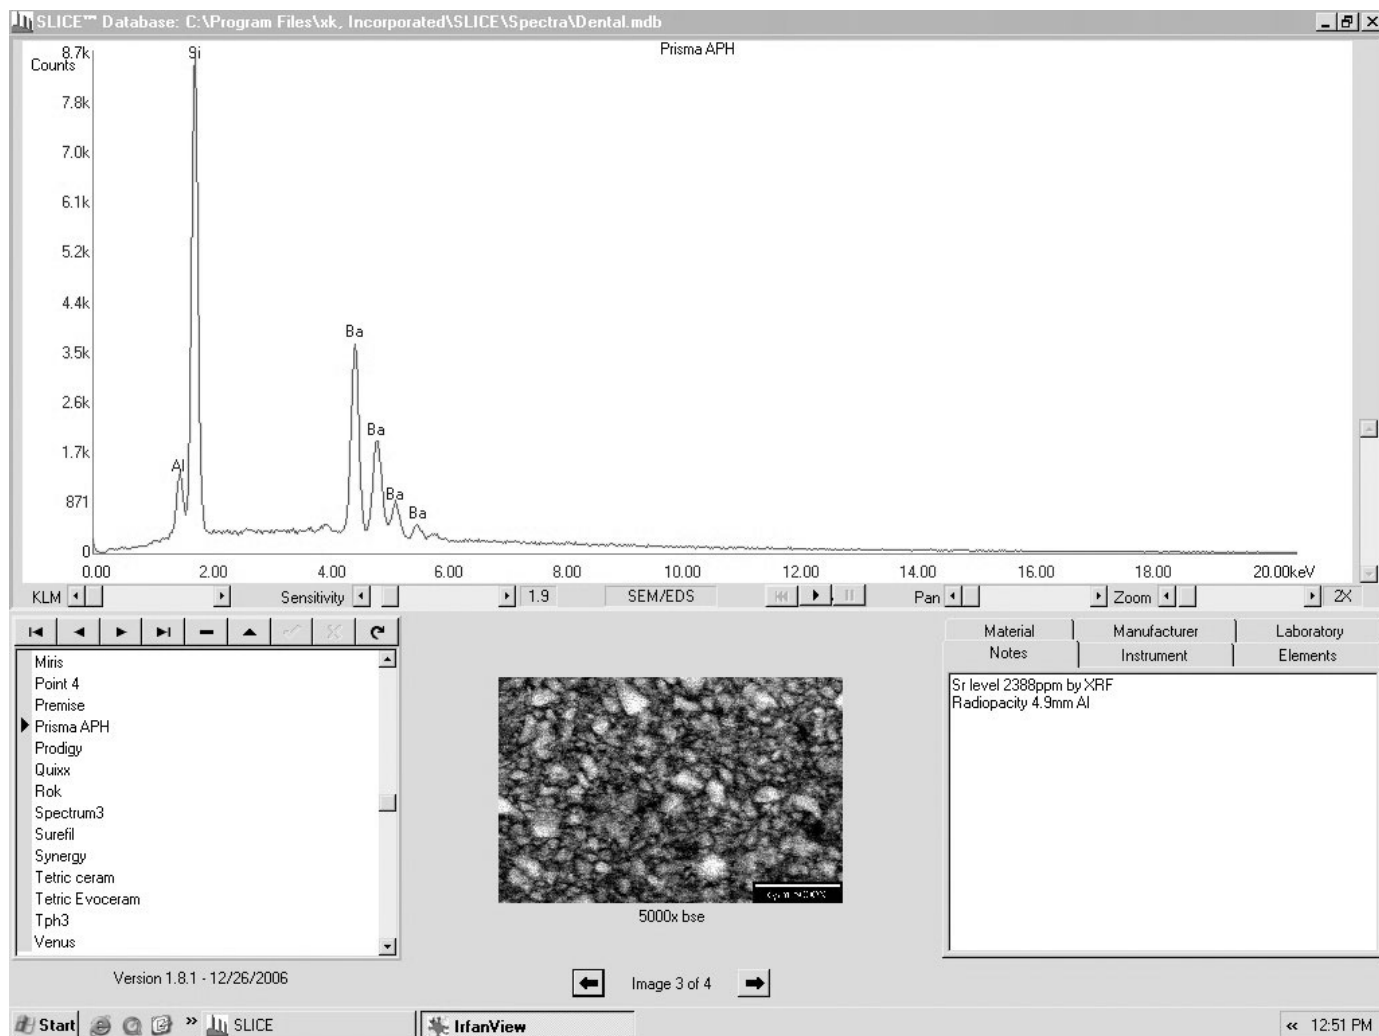 SLICE™ Database: C:\Program Files\xk, Incorporated\SLICE\Spectra\Dental.mdb
Prisma APH
8.7k
Counts
7.8k
7.0k
6.1k
5.2k
4.4k
3.5k
2.6k
1.7k
871
0
Si
Al
Ba
Ba
Ba
Ba
0.00 2.00 4.00 6.00 8.00 10.00 12.00 14.00 16.00 18.00 20.00keV
KLM Sensitivity 1.9 SEM/EDS Pan Zoom 2X
Miris
Point 4
Premise
Prisma APH
Prodigy
Quixx
Rok
Spectrum3
Surefil
Synergy
Tetric ceram
Tetric Evoceram
Tph3
Venus
Version 1.8.1 - 12/26/2006
5000x bse
Image 3 of 4
Material Manufacturer Laboratory
Notes Instrument Elements
Sr level 2388ppm by XRF
Radiopacity 4.9mm Al
Start » SLICE IrfanView « 12:51 PM